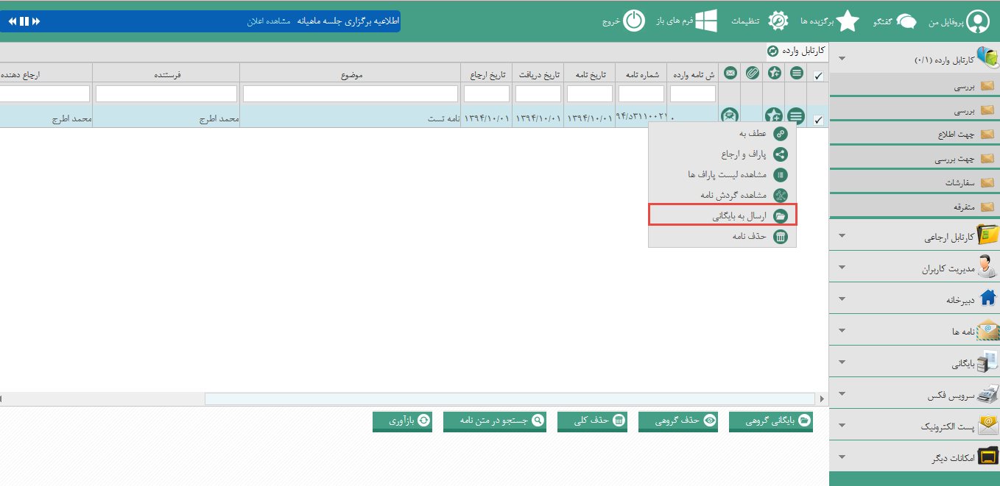 پروفایل من
گفتگو
برگزیده ها
تنظیمات
فرم های باز
خروج
اطلاعیه برگزاری جلسه ماهیانه مشاهده اعلان
کارتابل وارده (۰/۱)
بررسی
بررسی
جهت اطلاع
جهت بررسی
سفارشات
متفرقه
کارتابل ارجاعی
مدیریت کاربران
دبیرخانه
نامه ها
بایگانی
سرویس فکس
پست الکترونیک
امکانات دیگر
کارتابل وارده
ش نامه وارده شماره نامه تاریخ نامه تاریخ دریافت تاریخ ارجاع موضوع فرستنده ارجاع دهنده
۰ ۹۴/د۳۱۱۰۰۲۱ ۱۳۹۴/۱۰/۰۱ ۱۳۹۴/۱۰/۰۱ ۱۳۹۴/۱۰/۰۱ نامه تست محمد اطرج محمد اطرج
عطف به
پاراف و ارجاع
مشاهده لیست پاراف ها
مشاهده گردش نامه
ارسال به بایگانی
حذف نامه
بایگانی گروهی
حذف گروهی
حذف کلی
جستجو در متن نامه
بازآوری